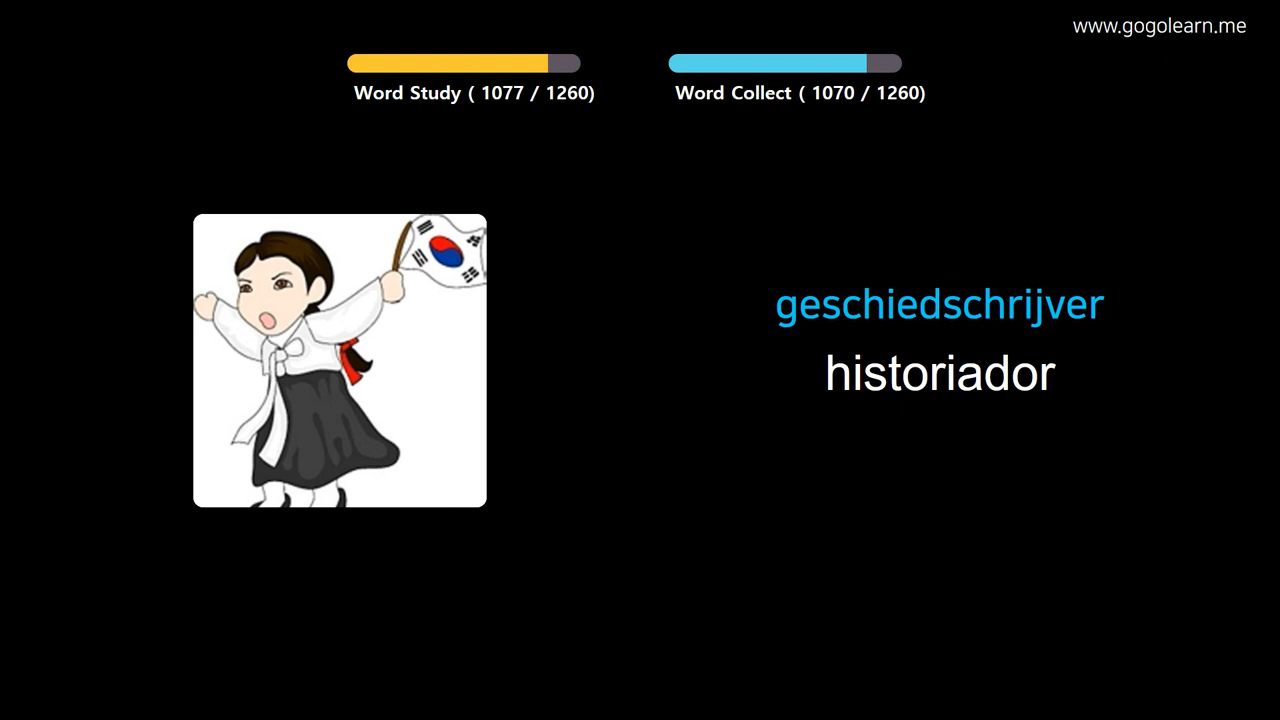 www.gogolearn.me
Word Study ( 1077 / 1260)
Word Collect ( 1070 / 1260)
geschiedschrijver
historiador